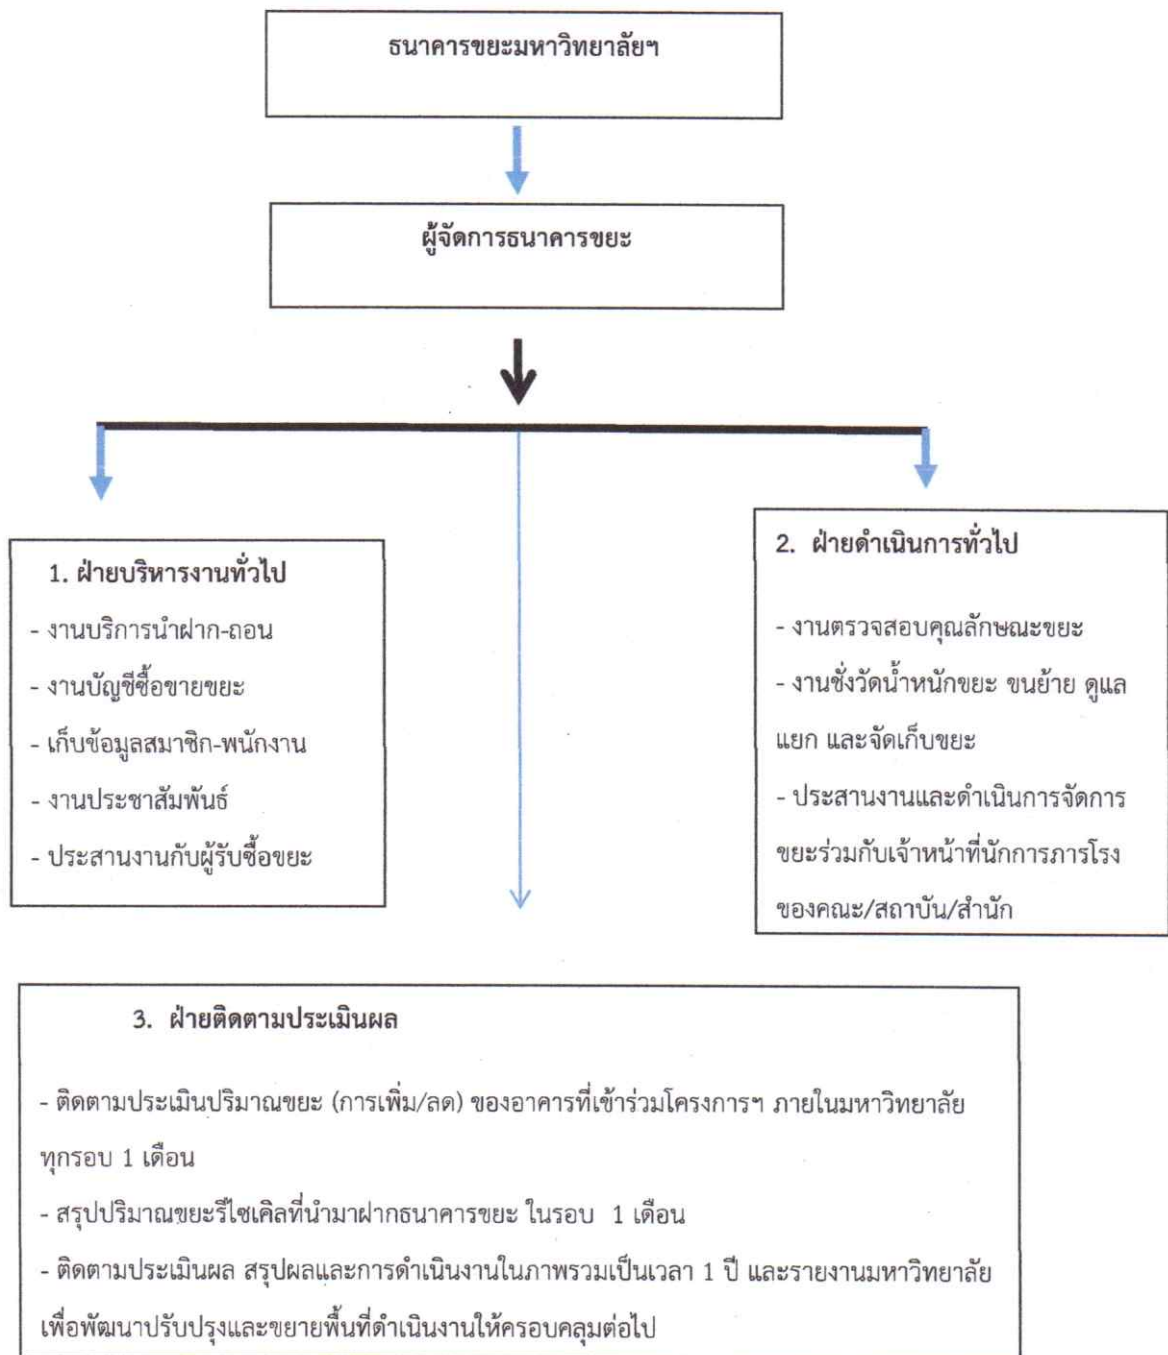 ธนาคารขยะมหาวิทยาลัยฯ
ผู้จัดการธนาคารขยะ
1. ฝ่ายบริหารงานทั่วไป
- งานบริการนำฝาก-ถอน
- งานบัญชีซื้อขายขยะ
- เก็บข้อมูลสมาชิก-พนักงาน
- งานประชาสัมพันธ์
- ประสานงานกับผู้รับซื้อขยะ
2. ฝ่ายดำเนินการทั่วไป
- งานตรวจสอบคุณลักษณะขยะ
- งานชั่งวัดน้ำหนักขยะ ขนย้าย ดูแล
แยก และจัดเก็บขยะ
- ประสานงานและดำเนินการจัดการ
ขยะร่วมกับเจ้าหน้าที่นักการภารโรง
ของคณะ/สถาบัน/สำนัก
3. ฝ่ายติดตามประเมินผล
- ติดตามประเมินปริมาณขยะ (การเพิ่ม/ลด) ของอาคารที่เข้าร่วมโครงการฯ ภายในมหาวิทยาลัย
ทุกรอบ 1 เดือน
- สรุปปริมาณขยะรีไซเคิลที่นำมาฝากธนาคารขยะ ในรอบ 1 เดือน
- ติดตามประเมินผล สรุปผลและการดำเนินงานในภาพรวมเป็นเวลา 1 ปี และรายงานมหาวิทยาลัย
เพื่อพัฒนาปรับปรุงและขยายพื้นที่ดำเนินงานให้ครอบคลุมต่อไป